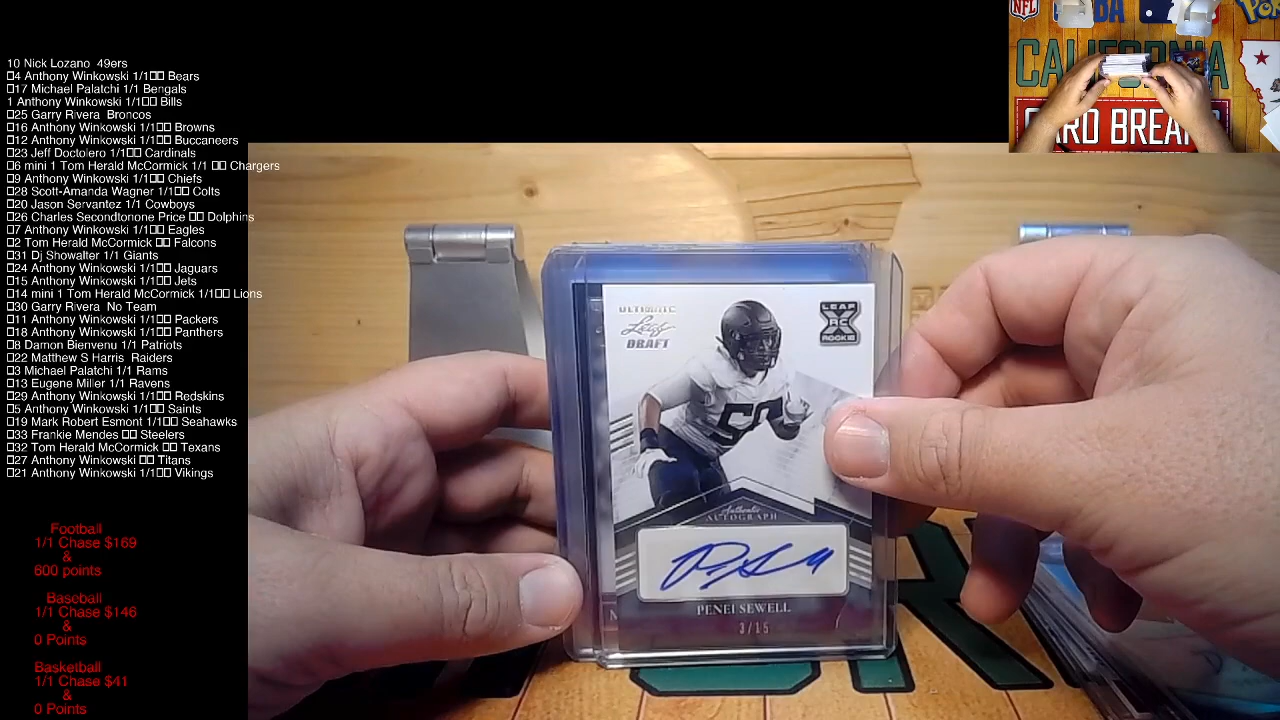 10 Nick Lozano 49ers
4 Anthony Winkowski 1/1 Bears
17 Michael Palatchi 1/1 Bengals
1 Anthony Winkowski 1/1 Bills
25 Garry Rivera Broncos
16 Anthony Winkowski 1/1 Browns
12 Anthony Winkowski 1/1 Buccaneers
23 Jeff Doctolero 1/1 Cardinals
6 mini 1 Tom Herald McCormick 1/1 Chargers
9 Anthony Winkowski 1/1 Chiefs
28 Scott-Amanda Wagner 1/1 Colts
20 Jason Servantez 1/1 Cowboys
26 Charles Secondtonone Price Dolphins
7 Anthony Winkowski 1/1 Eagles
2 Tom Herald McCormick Falcons
31 Dj Showalter 1/1 Giants
24 Anthony Winkowski 1/1 Jaguars
15 Anthony Winkowski 1/1 Jets
14 mini 1 Tom Herald McCormick 1/1 Lions
30 Garry Rivera No Team
11 Anthony Winkowski 1/1 Packers
18 Anthony Winkowski 1/1 Panthers
8 Damon Bienvenu 1/1 Patriots
22 Matthew S Harris Raiders
3 Michael Palatchi 1/1 Rams
13 Eugene Miller 1/1 Ravens
29 Anthony Winkowski 1/1 Redskins
5 Anthony Winkowski 1/1 Saints
19 Mark Robert Esmont 1/1 Seahawks
33 Frankie Mendes Steelers
32 Tom Herald McCormick Texans
27 Anthony Winkowski Titans
21 Anthony Winkowski 1/1 Vikings
Football
1/1 Chase $169
&
600 points
Baseball
1/1 Chase $146
&
0 Points
Basketball
1/1 Chase $41
&
0 Points
NFL
CALIFORNIA
CARD BREAK
ULTIMATE
Leaf
DRAFT
LEAF
X
RC
ROOKIE
Authentic
AUTOGRAPH
PENEI SEWELL
3/15